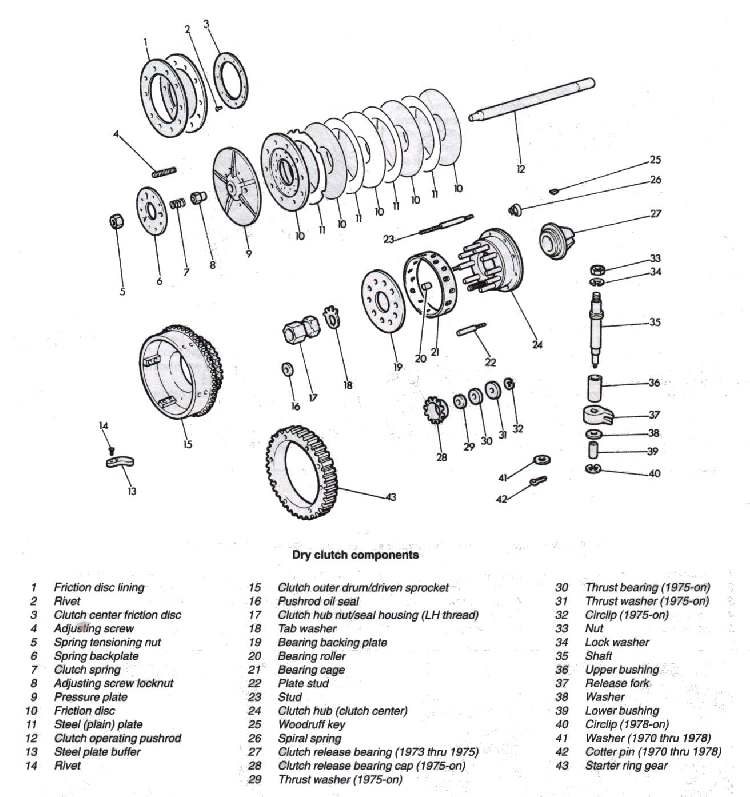 1
2
3
4
5
6
7
8
9
10
11
10
11
10
11
10
11
10
12
25
26
27
23
24
22
21
20
19
33
34
35
36
37
38
39
40
18
17
16
15
14
13
28
29
30
31
32
41
42
43
Dry clutch components
1 Friction disc lining
2 Rivet
3 Clutch center friction disc
4 Adjusting screw
5 Spring tensioning nut
6 Spring backplate
7 Clutch spring
8 Adjusting screw locknut
9 Pressure plate
10 Friction disc
11 Steel (plain) plate
12 Clutch operating pushrod
13 Steel plate buffer
14 Rivet
15 Clutch outer drum/driven sprocket
16 Pushrod oil seal
17 Clutch hub nut/seal housing (LH thread)
18 Tab washer
19 Bearing backing plate
20 Bearing roller
21 Bearing cage
22 Plate stud
23 Stud
24 Clutch hub (clutch center)
25 Woodruff key
26 Spiral spring
27 Clutch release bearing (1973 thru 1975)
28 Clutch release bearing cap (1975-on)
29 Thrust washer (1975-on)
30 Thrust bearing (1975-on)
31 Thrust washer (1975-on)
32 Circlip (1975-on)
33 Nut
34 Lock washer
35 Shaft
36 Upper bushing
37 Release fork
38 Washer
39 Lower bushing
40 Circlip (1978-on)
41 Washer (1970 thru 1978)
42 Cotter pin (1970 thru 1978)
43 Starter ring gear